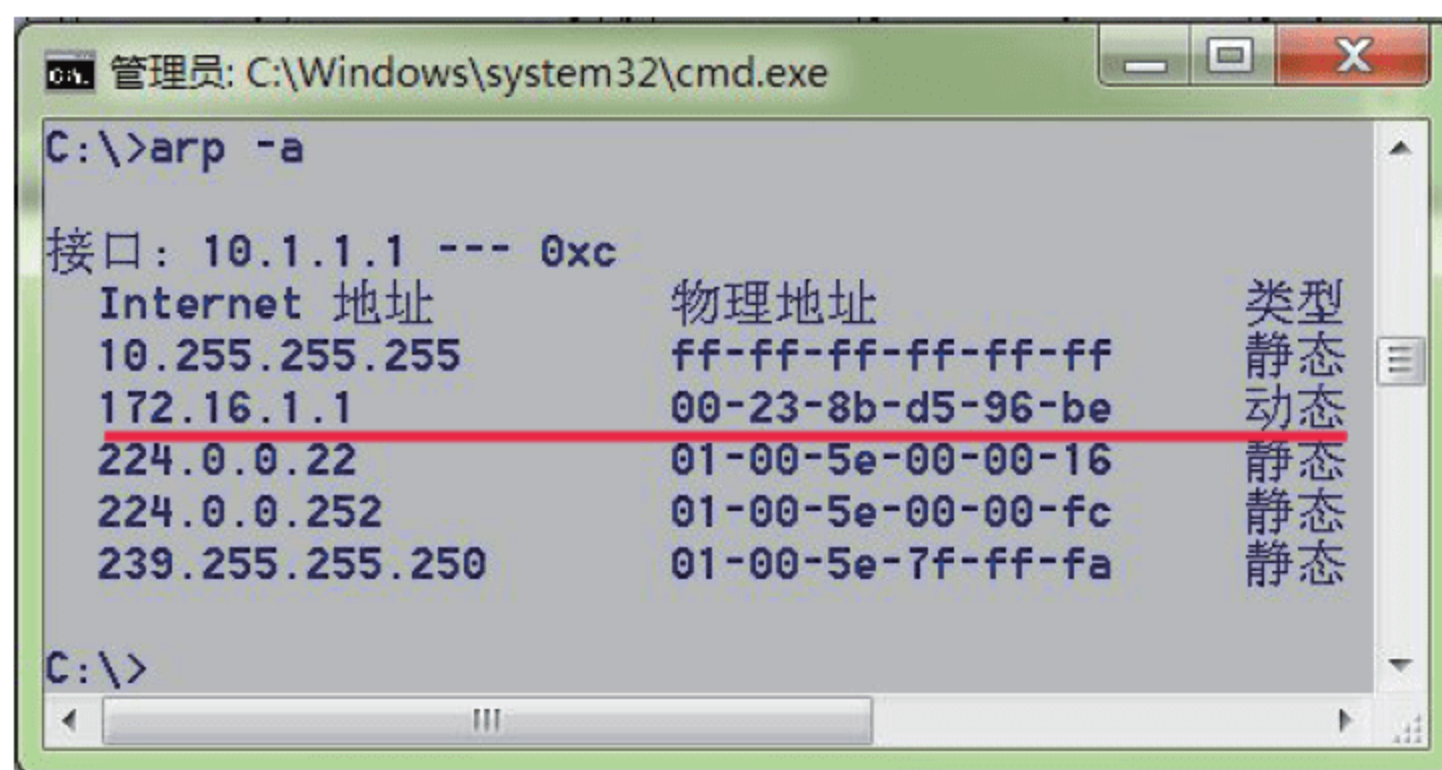 管理员: C:\Windows\system32\cmd.exe
C:\>arp -a
接口: 10.1.1.1 --- 0xc
Internet 地址 物理地址 类型
10.255.255.255 ff-ff-ff-ff-ff-ff 静态
172.16.1.1 00-23-8b-d5-96-be 动态
224.0.0.22 01-00-5e-00-00-16 静态
224.0.0.252 01-00-5e-00-00-fc 静态
239.255.255.250 01-00-5e-7f-ff-fa 静态
C:\>